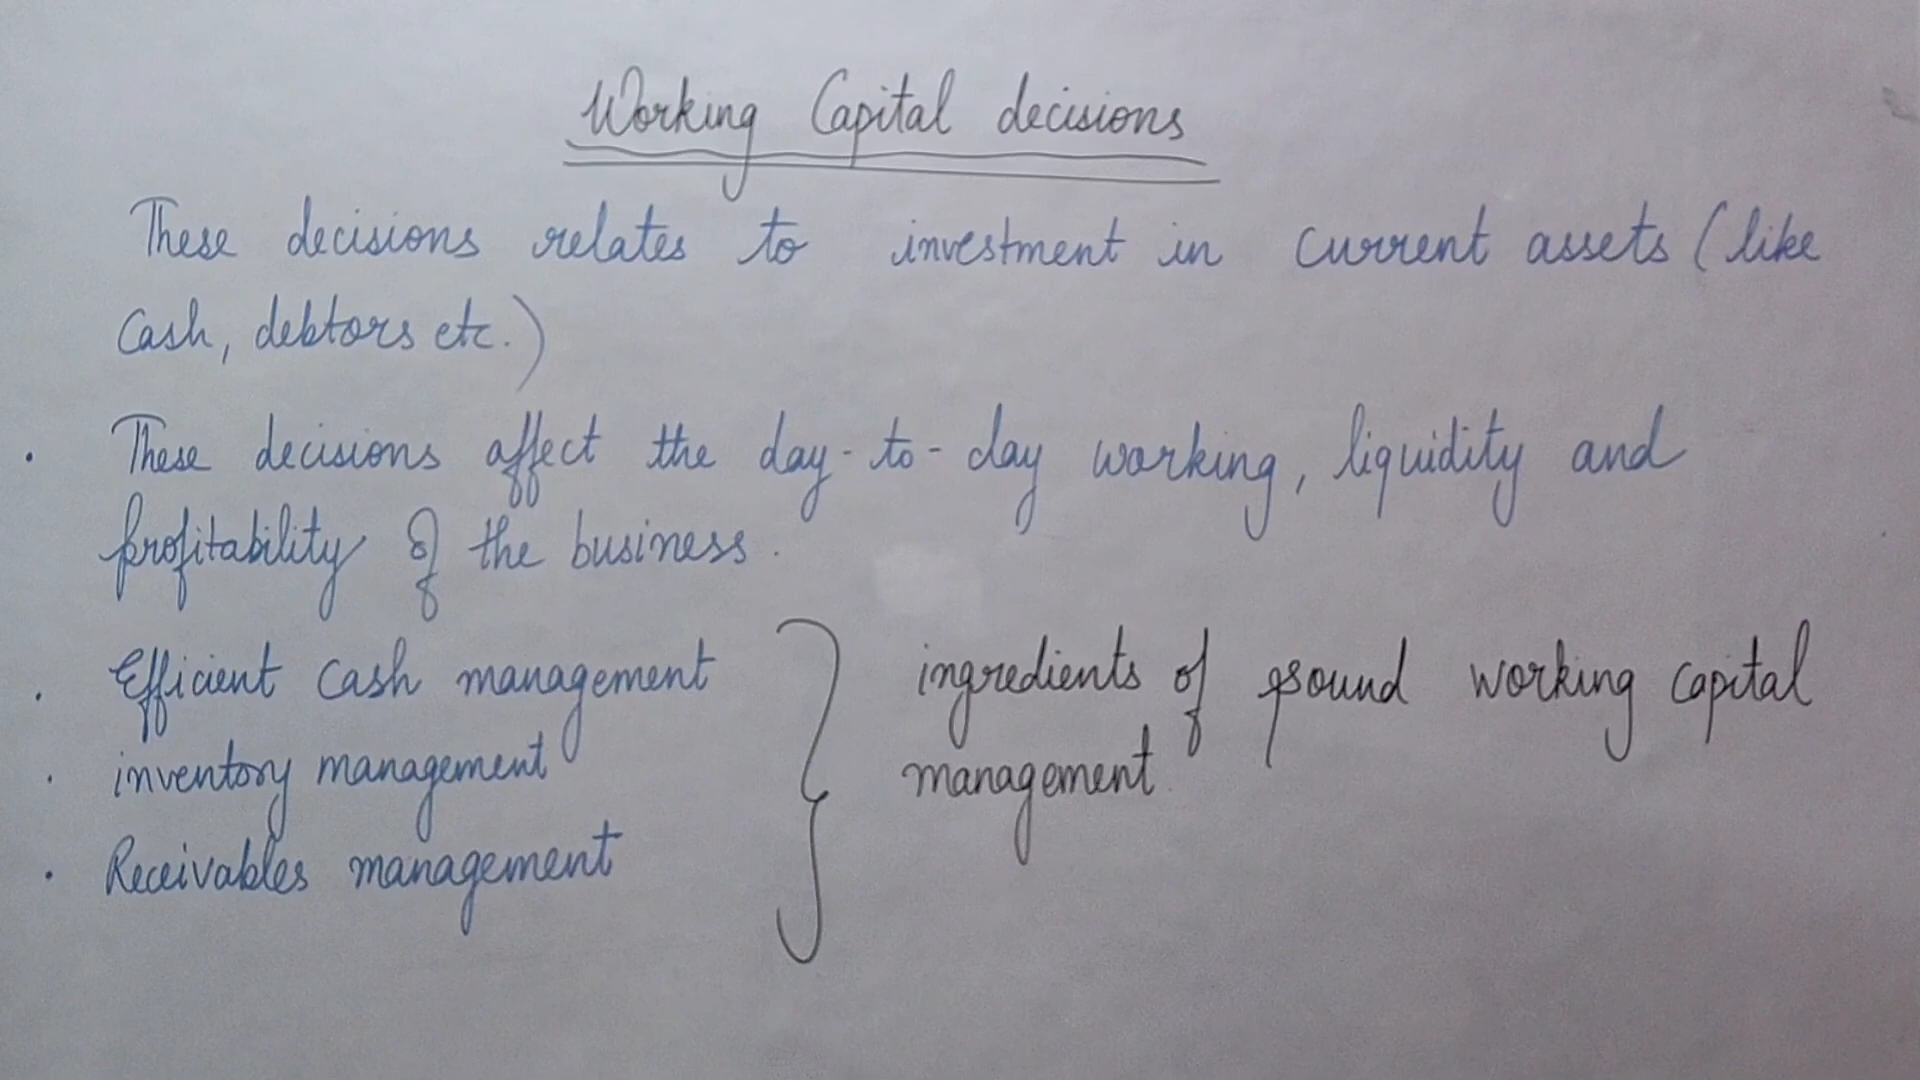 Working Capital decisions
These decisions relates to investment in current assets (like
Cash, debtors etc.)
. These decisions affect the day-to-day working, liquidity and
profitability of the business.
. Efficient Cash management
. inventory management
. Receivables management
ingredients of sound working capital
management.